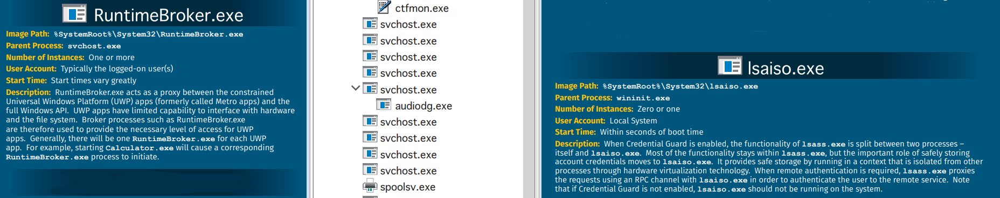 RuntimeBroker.exe
Image Path: %SystemRoot%\System32\RuntimeBroker.exe
Parent Process: svchost.exe
Number of Instances: One or more
User Account: Typically the logged-on user(s)
Start Time: Start times vary greatly
Description: RuntimeBroker.exe acts as a proxy between the constrained
Universal Windows Platform (UWP) apps (formerly called Metro apps) and the
full Windows API. UWP apps have limited capability to interface with hardware
and the file system. Broker processes such as RuntimeBroker.exe
are therefore used to provide the necessary level of access for UWP
apps. Generally, there will be one RuntimeBroker.exe for each UWP
app. For example, starting Calculator.exe will cause a corresponding
RuntimeBroker.exe process to initiate.
ctfmon.exe
svchost.exe
svchost.exe
svchost.exe
svchost.exe
svchost.exe
audiodg.exe
svchost.exe
svchost.exe
svchost.exe
svchost.exe
spoolsv.exe
lsaiso.exe
Image Path: %SystemRoot%\System32\lsaiso.exe
Parent Process: wininit.exe
Number of Instances: Zero or one
User Account: Local System
Start Time: Within seconds of boot time
Description: When Credential Guard is enabled, the functionality of lsass.exe is split between two processes –
itself and lsaiso.exe. Most of the functionality stays within lsass.exe, but the important role of safely storing
account credentials moves to lsaiso.exe. It provides safe storage by running in a context that is isolated from other
processes through hardware virtualization technology. When remote authentication is required, lsass.exe proxies
the requests using an RPC channel with lsaiso.exe in order to authenticate the user to the remote service. Note
that if Credential Guard is not enabled, lsaiso.exe should not be running on the system.